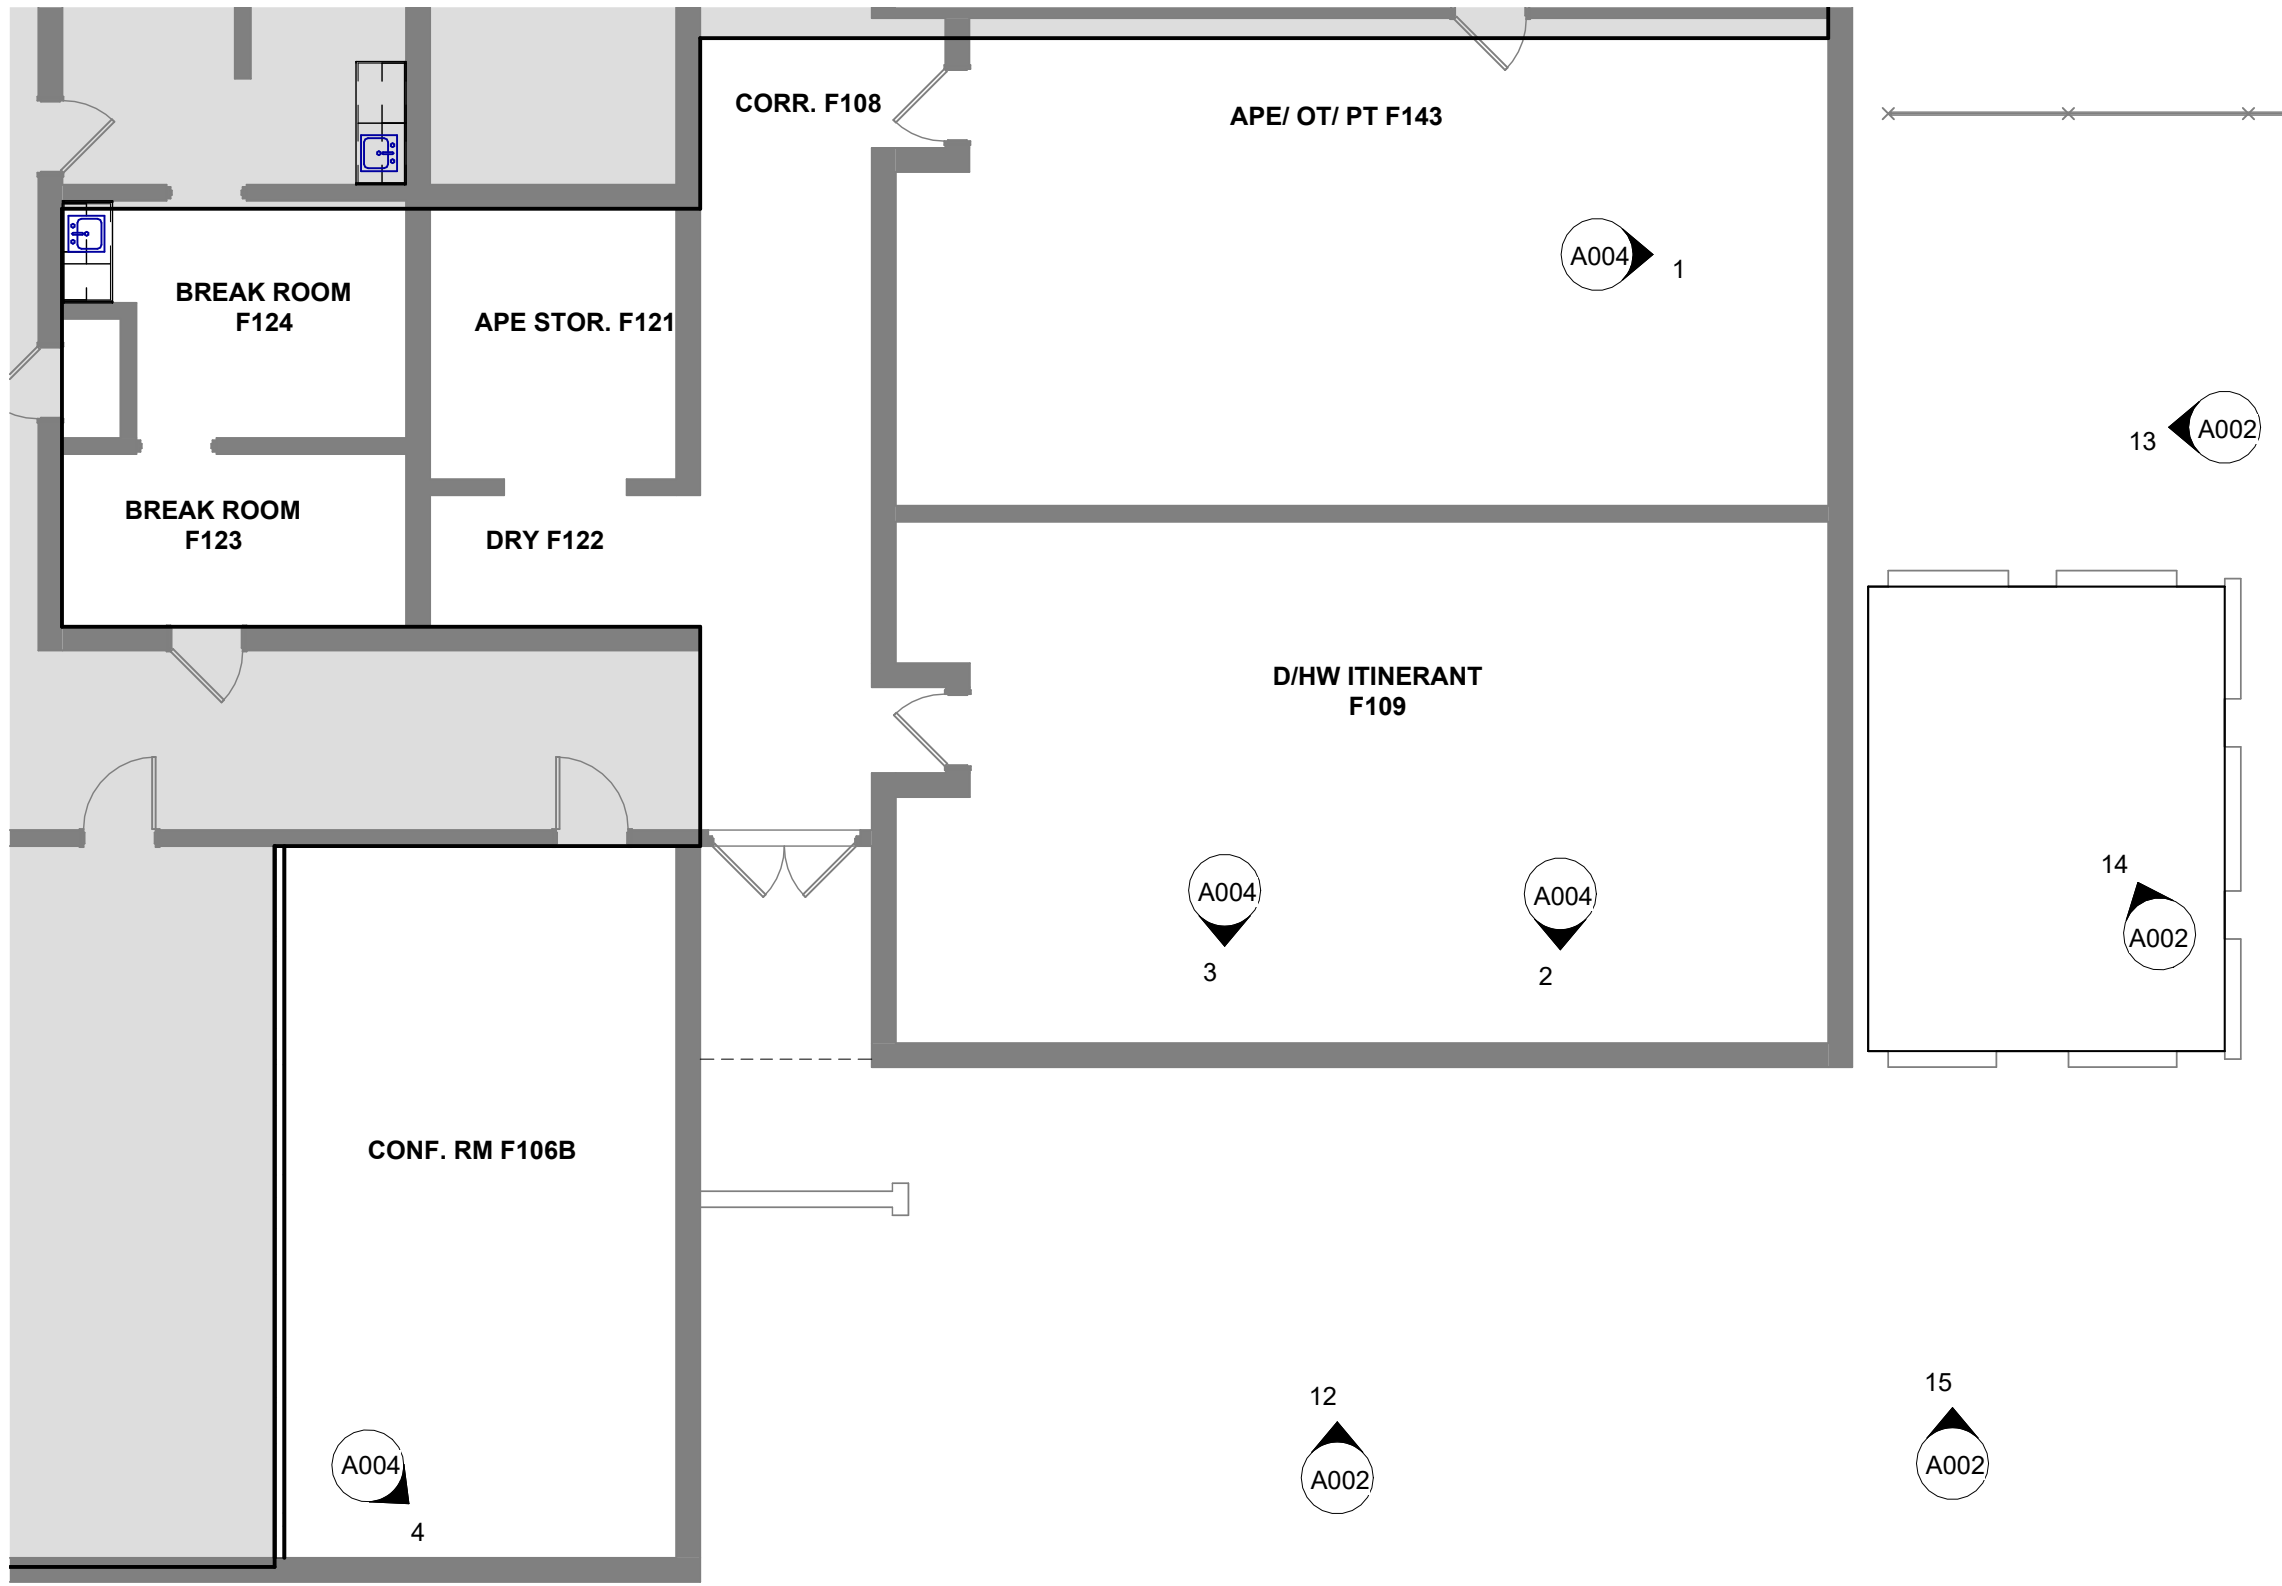 CORR. F108
APE/ OT/ PT F143
A004
1
BREAK ROOM
F124
APE STOR. F121
13
A002
BREAK ROOM
F123
DRY F122
D/HW ITINERANT
F109
A004
3
A004
2
14
A002
CONF. RM F106B
12
A002
15
A002
A004
4